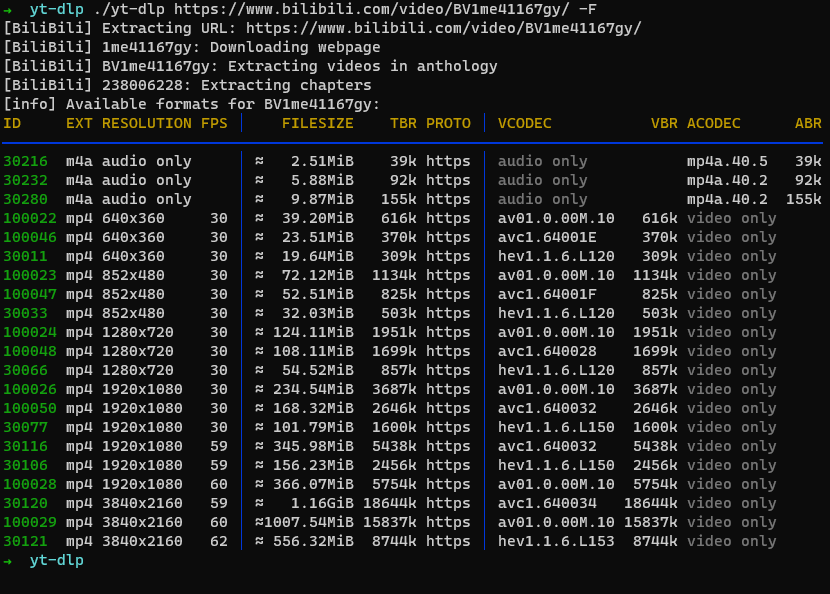 → yt-dlp ./yt-dlp https://www.bilibili.com/video/BV1me41167gy/ -F
[BiliBili] Extracting URL: https://www.bilibili.com/video/BV1me41167gy/
[BiliBili] 1me41167gy: Downloading webpage
[BiliBili] BV1me41167gy: Extracting videos in anthology
[BiliBili] 238006228: Extracting chapters
[info] Available formats for BV1me41167gy:
ID EXT RESOLUTION FPS │ FILESIZE TBR PROTO │ VCODEC VBR ACODEC ABR
30216 m4a audio only │ ≈ 2.51MiB 39k https │ audio only mp4a.40.5 39k
30232 m4a audio only │ ≈ 5.88MiB 92k https │ audio only mp4a.40.2 92k
30280 m4a audio only │ ≈ 9.87MiB 155k https │ audio only mp4a.40.2 155k
100022 mp4 640x360 30 │ ≈ 39.20MiB 616k https │ av01.0.00M.10 616k video only
100046 mp4 640x360 30 │ ≈ 23.51MiB 370k https │ avc1.64001E 370k video only
30011 mp4 640x360 30 │ ≈ 19.64MiB 309k https │ hev1.1.6.L120 309k video only
100023 mp4 852x480 30 │ ≈ 72.12MiB 1134k https │ av01.0.00M.10 1134k video only
100047 mp4 852x480 30 │ ≈ 52.51MiB 825k https │ avc1.64001F 825k video only
30033 mp4 852x480 30 │ ≈ 32.03MiB 503k https │ hev1.1.6.L120 503k video only
100024 mp4 1280x720 30 │ ≈ 124.11MiB 1951k https │ av01.0.00M.10 1951k video only
100048 mp4 1280x720 30 │ ≈ 108.11MiB 1699k https │ avc1.640028 1699k video only
30066 mp4 1280x720 30 │ ≈ 54.52MiB 857k https │ hev1.1.6.L120 857k video only
100026 mp4 1920x1080 30 │ ≈ 234.54MiB 3687k https │ av01.0.00M.10 3687k video only
100050 mp4 1920x1080 30 │ ≈ 168.32MiB 2646k https │ avc1.640032 2646k video only
30077 mp4 1920x1080 30 │ ≈ 101.79MiB 1600k https │ hev1.1.6.L150 1600k video only
30116 mp4 1920x1080 59 │ ≈ 345.98MiB 5438k https │ avc1.640032 5438k video only
30106 mp4 1920x1080 59 │ ≈ 156.23MiB 2456k https │ hev1.1.6.L150 2456k video only
100028 mp4 1920x1080 60 │ ≈ 366.07MiB 5754k https │ av01.0.00M.10 5754k video only
30120 mp4 3840x2160 59 │ ≈ 1.16GiB 18644k https │ avc1.640034 18644k video only
100029 mp4 3840x2160 60 │ ≈1007.54MiB 15837k https │ av01.0.00M.10 15837k video only
30121 mp4 3840x2160 62 │ ≈ 556.32MiB 8744k https │ hev1.1.6.L153 8744k video only
→ yt-dlp